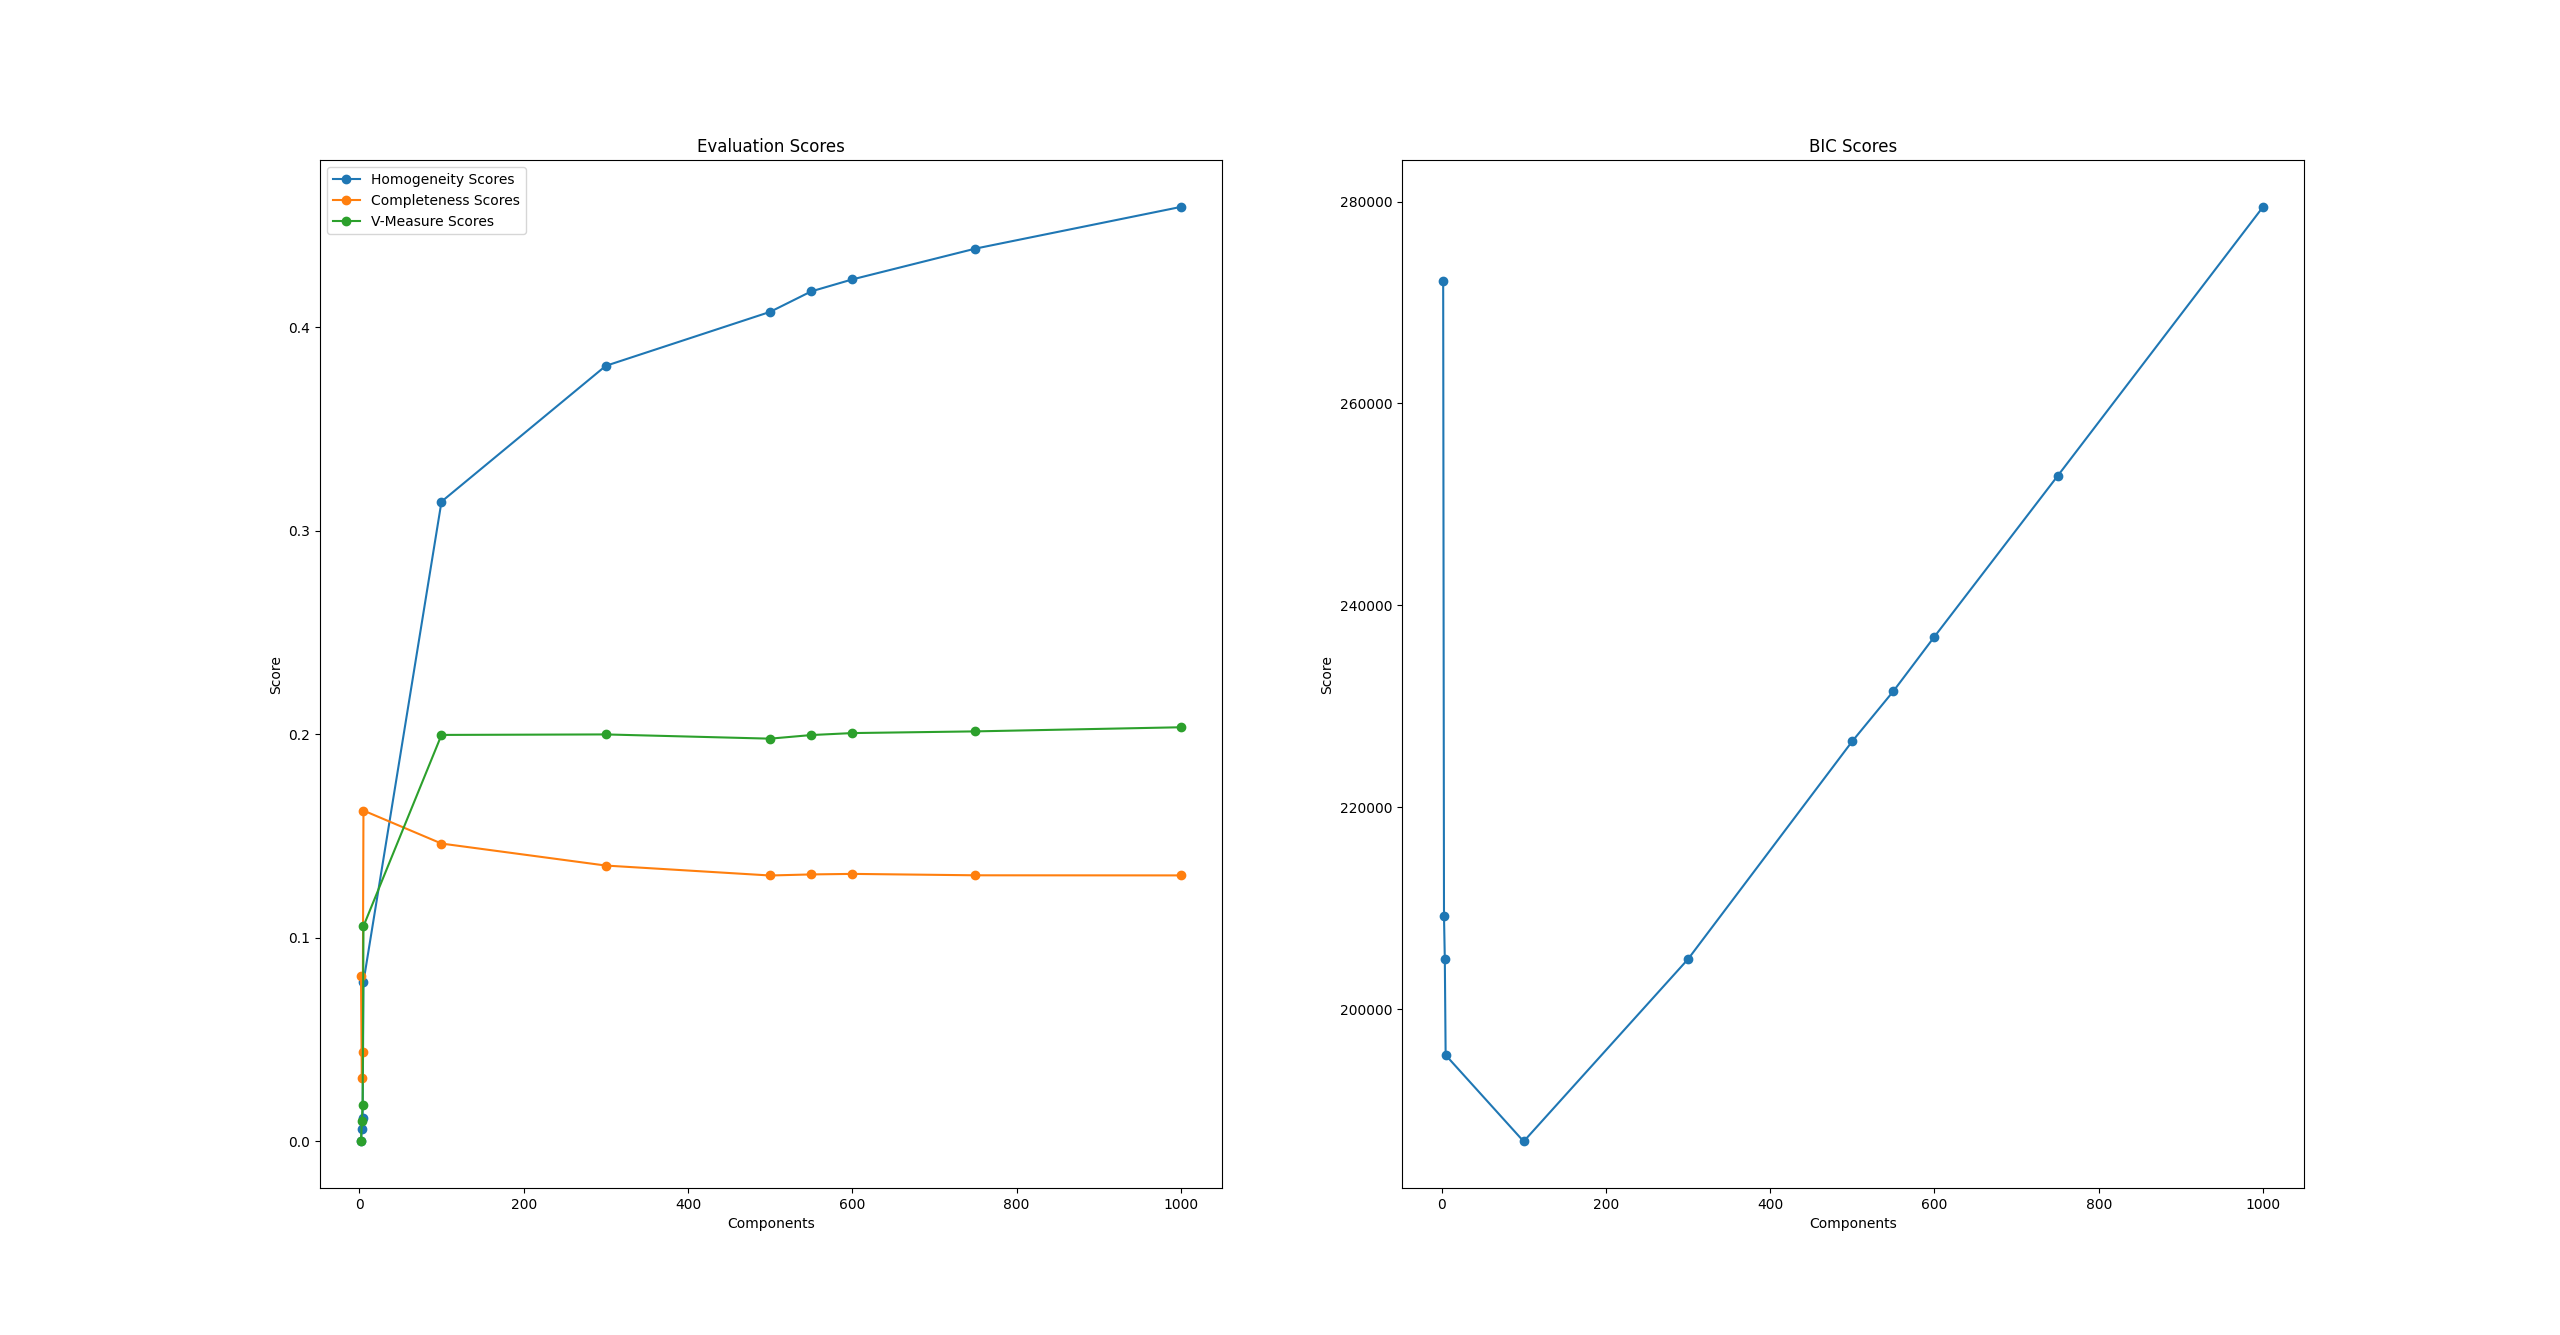 Evaluation Scores
Homogeneity Scores
Completeness Scores
V-Measure Scores
0.4
0.3
0.2
0.1
0.0
Score
0 200 400 600 800 1000
Components
BIC Scores
280000
260000
240000
220000
200000
Score
0 200 400 600 800 1000
Components